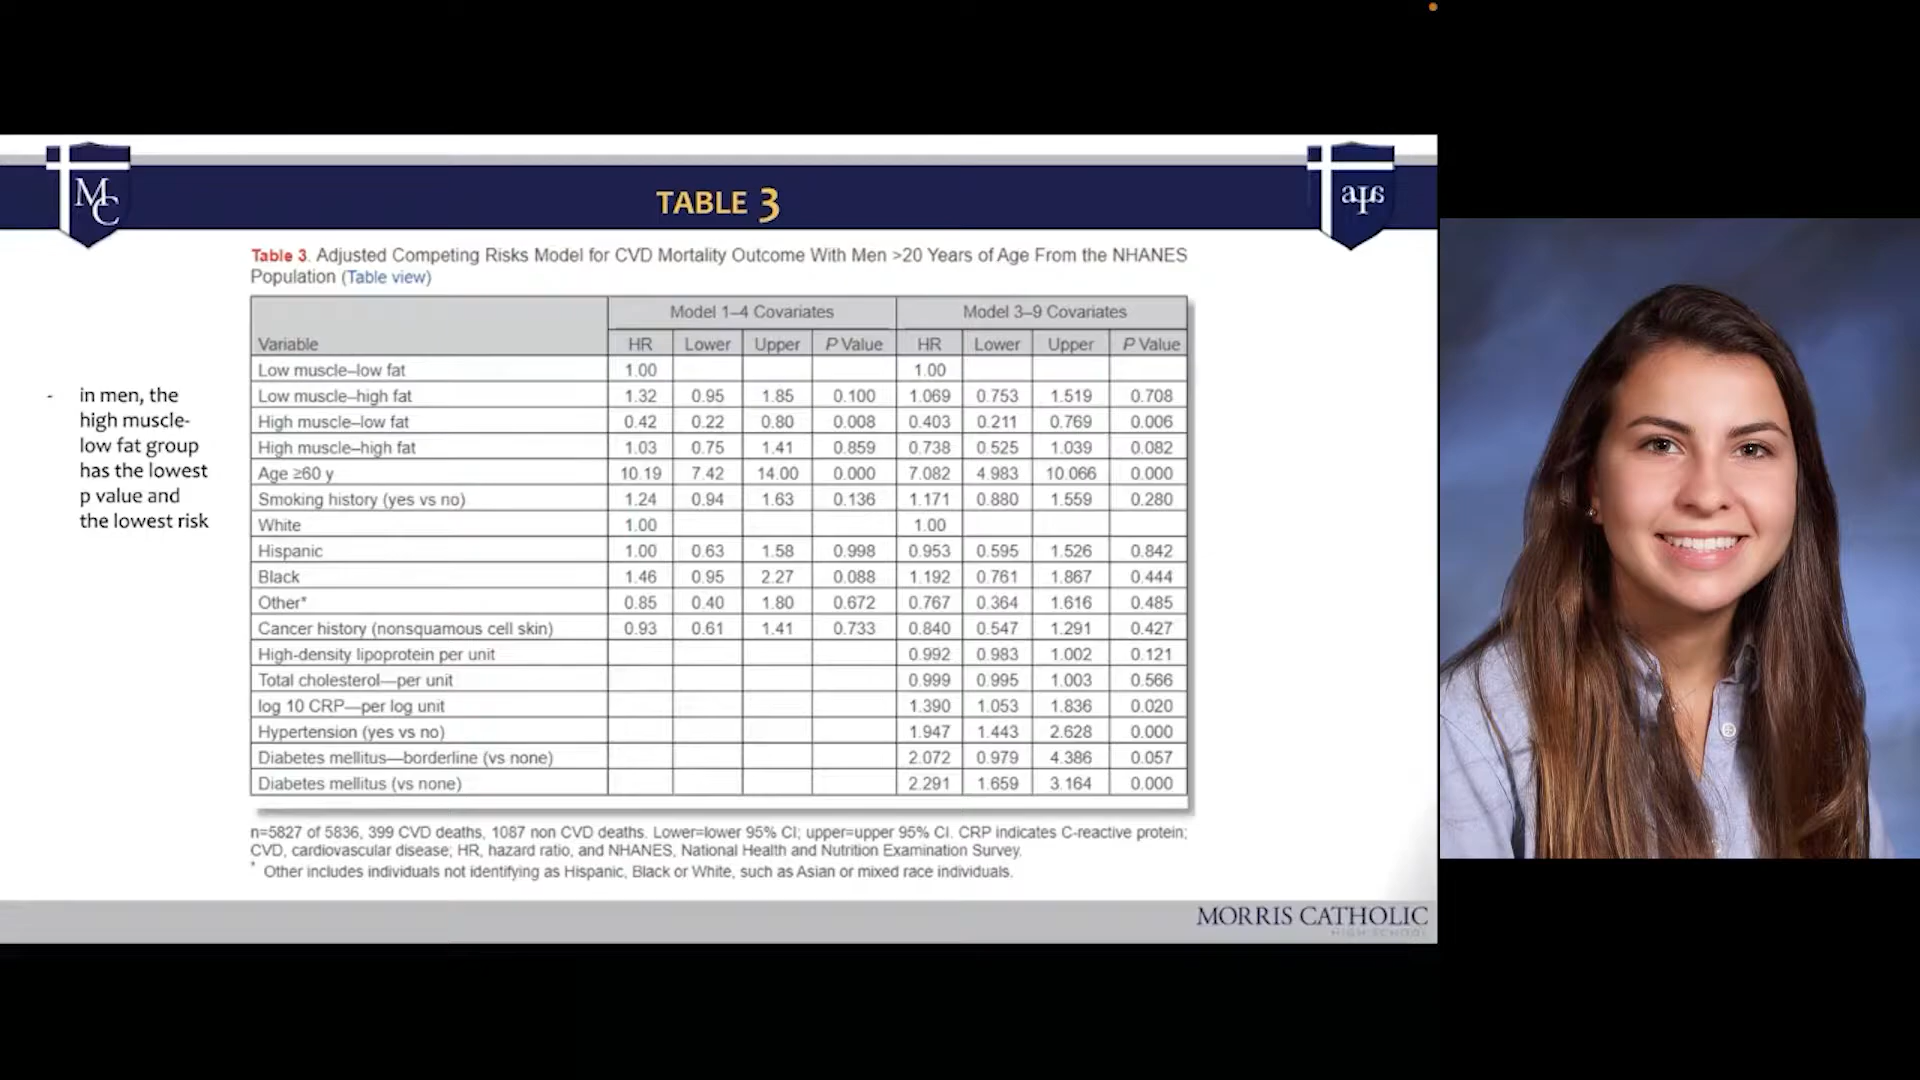 MC
TABLE 3
ΑΨΣ
Table 3. Adjusted Competing Risks Model for CVD Mortality Outcome With Men >20 Years of Age From the NHANES
Population (Table view)
- in men, the
high muscle-
low fat group
has the lowest
p value and
the lowest risk
Model 1–4 Covariates Model 3–9 Covariates
Variable HR Lower Upper P Value HR Lower Upper P Value
Low muscle–low fat 1.00 1.00
Low muscle–high fat 1.32 0.95 1.85 0.100 1.069 0.753 1.519 0.708
High muscle–low fat 0.42 0.22 0.80 0.008 0.403 0.211 0.769 0.006
High muscle–high fat 1.03 0.75 1.41 0.859 0.738 0.525 1.039 0.082
Age ≥60 y 10.19 7.42 14.00 0.000 7.082 4.983 10.066 0.000
Smoking history (yes vs no) 1.24 0.94 1.63 0.136 1.171 0.880 1.559 0.280
White 1.00 1.00
Hispanic 1.00 0.63 1.58 0.998 0.953 0.595 1.526 0.842
Black 1.46 0.95 2.27 0.088 1.192 0.761 1.867 0.444
Other* 0.85 0.40 1.80 0.672 0.767 0.364 1.616 0.485
Cancer history (nonsquamous cell skin) 0.93 0.61 1.41 0.733 0.840 0.547 1.291 0.427
High-density lipoprotein per unit 0.992 0.983 1.002 0.121
Total cholesterol—per unit 0.999 0.995 1.003 0.566
log 10 CRP—per log unit 1.390 1.053 1.836 0.020
Hypertension (yes vs no) 1.947 1.443 2.628 0.000
Diabetes mellitus—borderline (vs none) 2.072 0.979 4.386 0.057
Diabetes mellitus (vs none) 2.291 1.659 3.164 0.000
n=5827 of 5836, 399 CVD deaths, 1087 non CVD deaths. Lower=lower 95% CI; upper=upper 95% CI. CRP indicates C-reactive protein;
CVD, cardiovascular disease; HR, hazard ratio, and NHANES, National Health and Nutrition Examination Survey.
* Other includes individuals not identifying as Hispanic, Black or White, such as Asian or mixed race individuals.
MORRIS CATHOLIC
HIGH SCHOOL